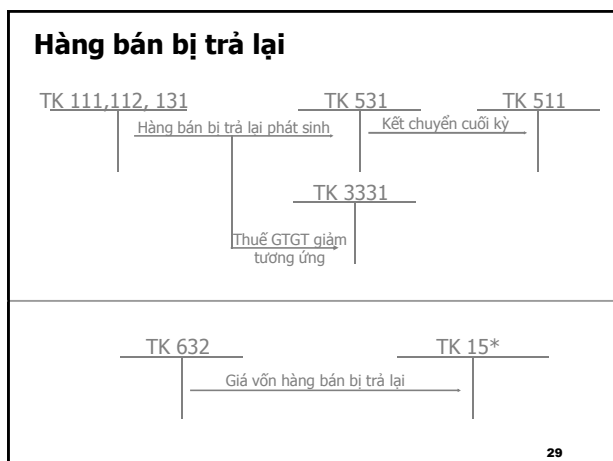 Hàng bán bị trả lại
TK 111,112, 131
TK 531
TK 511
Hàng bán bị trả lại phát sinh
Kết chuyển cuối kỳ
TK 3331
Thuế GTGT giảm
tương ứng
TK 632
TK 15*
Giá vốn hàng bán bị trả lại
29